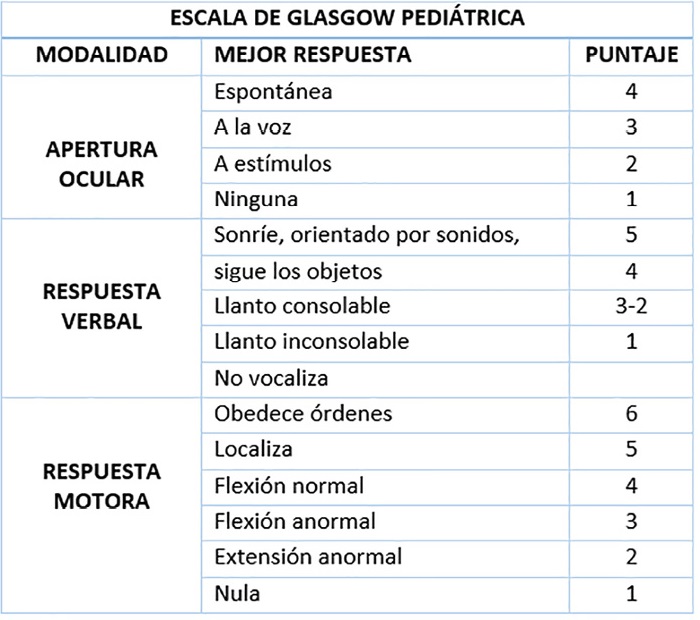 ESCALA DE GLASGOW PEDIÁTRICA
MODALIDAD MEJOR RESPUESTA PUNTAJE
APERTURA OCULAR
Espontánea 4
A la voz 3
A estímulos 2
Ninguna 1
RESPUESTA VERBAL
Sonríe, orientado por sonidos, 5
sigue los objetos 4
Llanto consolable 3-2
Llanto inconsolable 1
No vocaliza
RESPUESTA MOTORA
Obedece órdenes 6
Localiza 5
Flexión normal 4
Flexión anormal 3
Extensión anormal 2
Nula 1